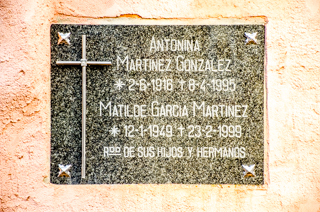 ANTONINA
MARTINEZ GONZALEZ
* 2-6-1916 † 8-4-1995
MATILDE GARCIA MARTINEZ
* 12-1-1949 † 23-2-1999
RDO DE SUS HIJOS Y HERMANOS